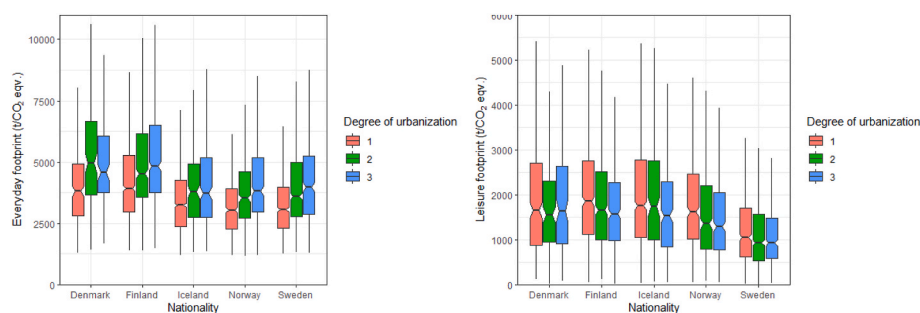 Everyday footprint (t/CO2 eqv.)
10000
7500
5000
2500
0
Denmark Finland Iceland Norway Sweden
Nationality
Degree of urbanization
1
2
3
Leisure footprint (t/CO2 eqv.)
6000
5000
4000
3000
2000
1000
0
Denmark Finland Iceland Norway Sweden
Nationality
Degree of urbanization
1
2
3